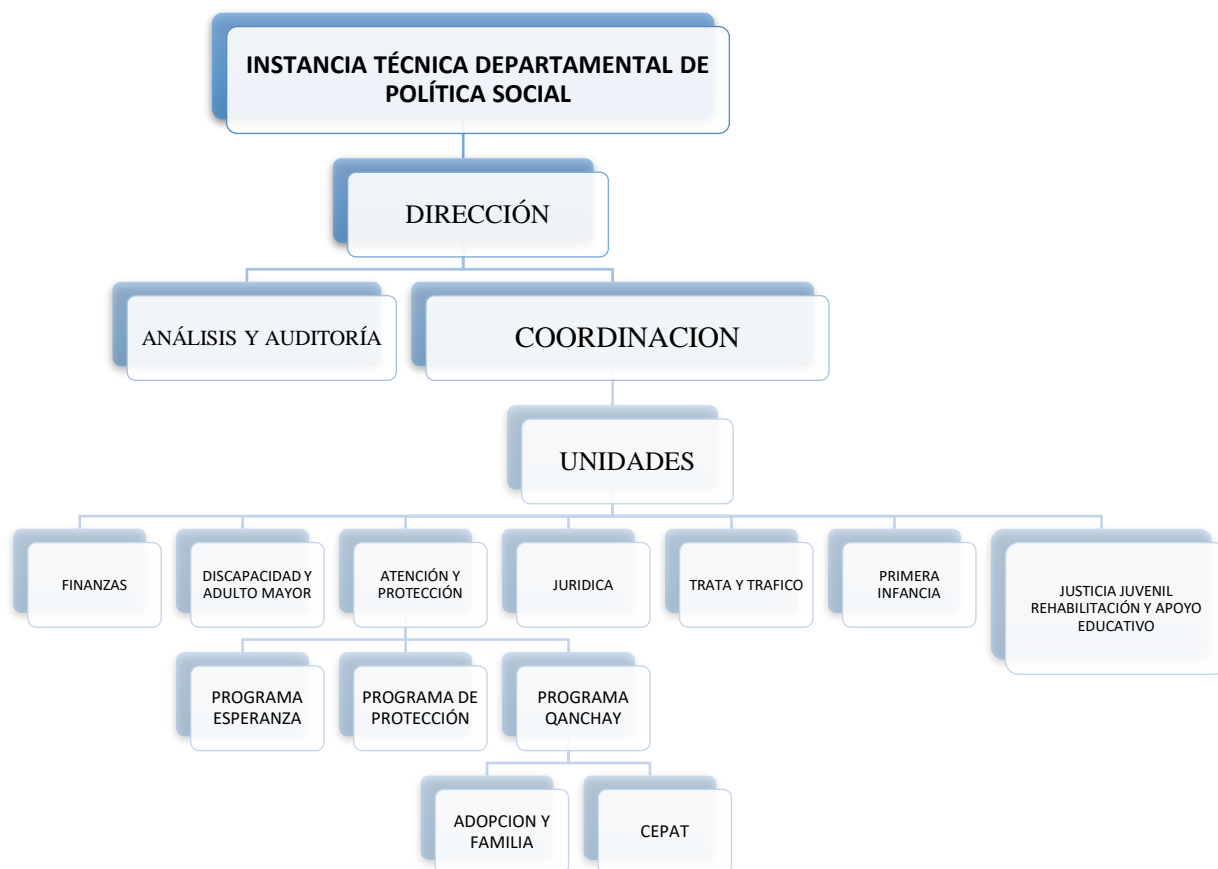 INSTANCIA TÉCNICA DEPARTAMENTAL DE
POLÍTICA SOCIAL
DIRECCIÓN
ANÁLISIS Y AUDITORÍA
COORDINACION
UNIDADES
FINANZAS
DISCAPACIDAD Y
ADULTO MAYOR
ATENCIÓN Y
PROTECCIÓN
JURIDICA
TRATA Y TRAFICO
PRIMERA
INFANCIA
JUSTICIA JUVENIL
REHABILITACIÓN Y APOYO
EDUCATIVO
PROGRAMA
ESPERANZA
PROGRAMA DE
PROTECCIÓN
PROGRAMA
QANCHAY
ADOPCION Y
FAMILIA
CEPAT